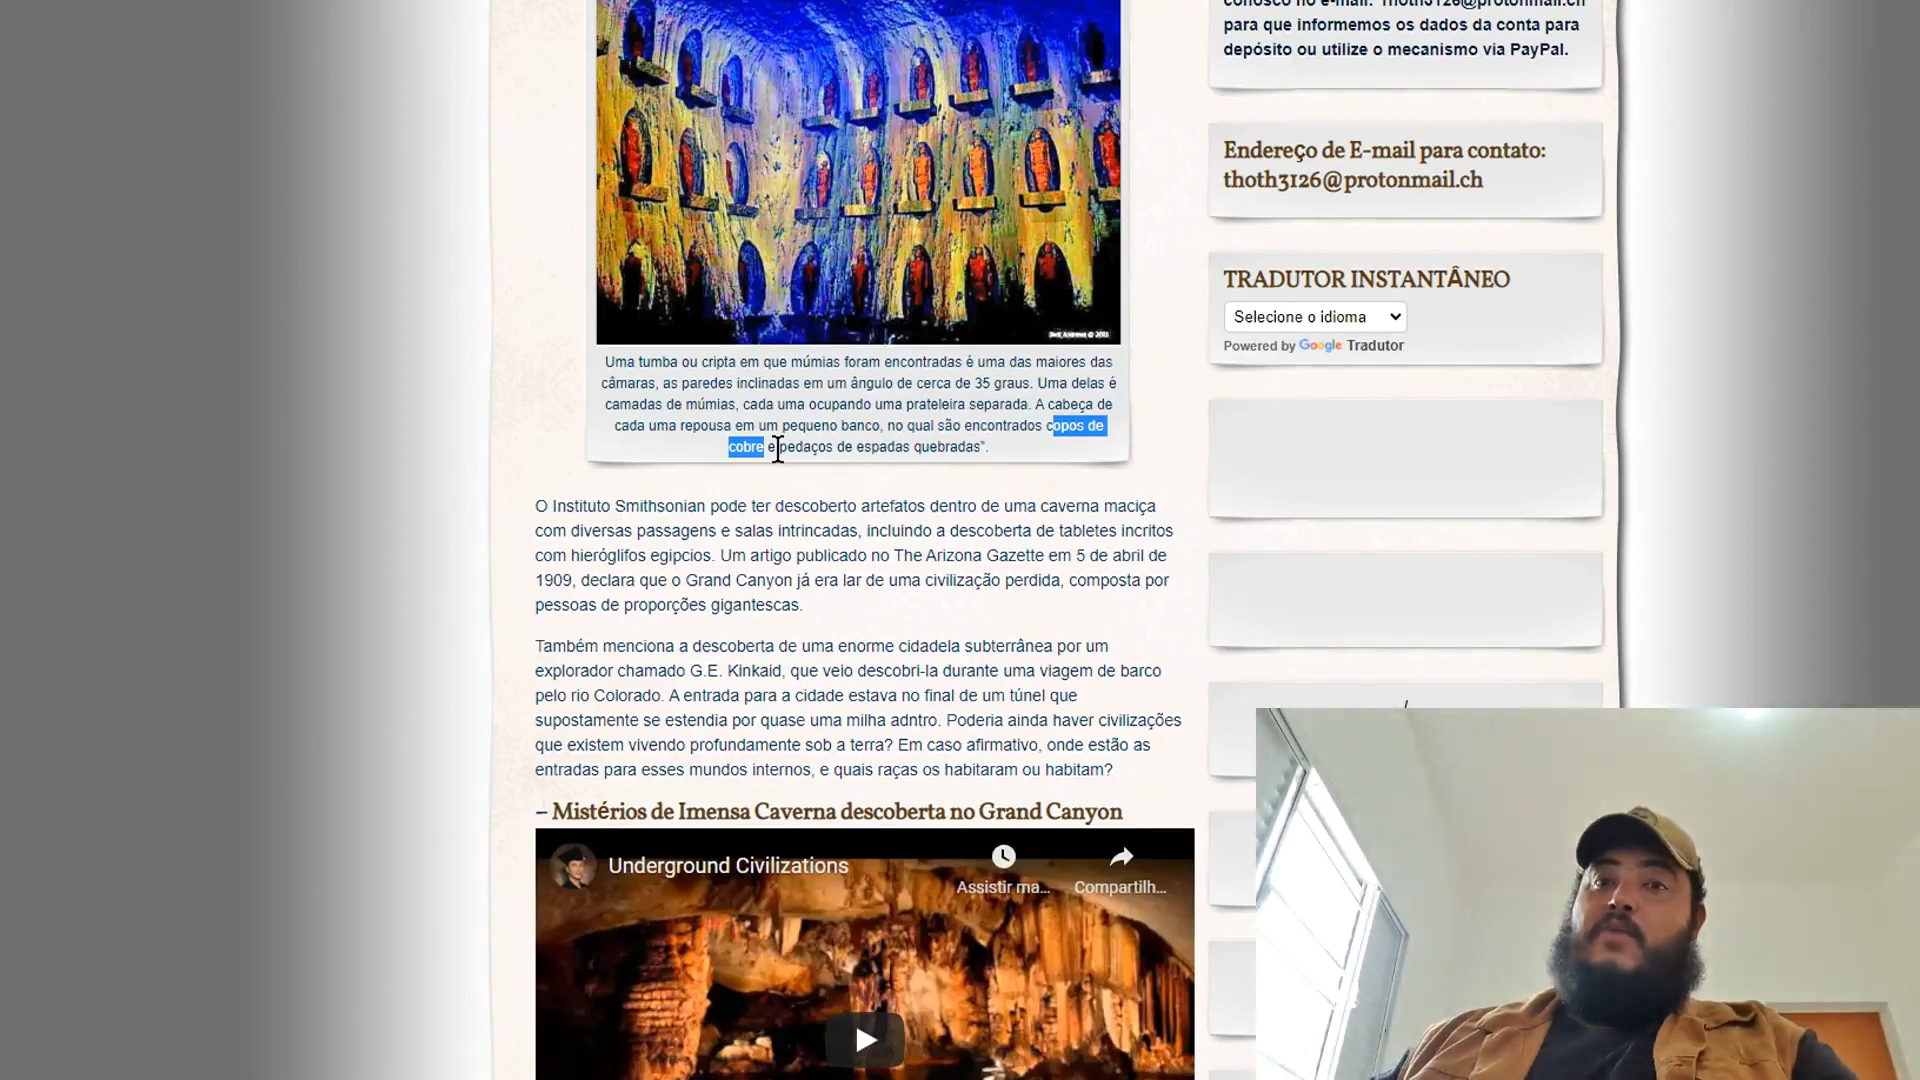 Uma tumba ou cripta em que múmias foram encontradas é uma das maiores das
câmaras, as paredes inclinadas em um ângulo de cerca de 35 graus. Uma delas é
camadas de múmias, cada uma ocupando uma prateleira separada. A cabeça de
cada uma repousa em um pequeno banco, no qual são encontrados copos de
cobre e pedaços de espadas quebradas”.
O Instituto Smithsonian pode ter descoberto artefatos dentro de uma caverna maciça
com diversas passagens e salas intrincadas, incluindo a descoberta de tabletes incritos
com hieróglifos egipcios. Um artigo publicado no The Arizona Gazette em 5 de abril de
1909, declara que o Grand Canyon já era lar de uma civilização perdida, composta por
pessoas de proporções gigantescas.
Também menciona a descoberta de uma enorme cidadela subterrânea por um
explorador chamado G.E. Kinkaid, que veio descobri-la durante uma viagem de barco
pelo rio Colorado. A entrada para a cidade estava no final de um túnel que
supostamente se estendia por quase uma milha adntro. Poderia ainda haver civilizações
que existem vivendo profundamente sob a terra? Em caso afirmativo, onde estão as
entradas para esses mundos internos, e quais raças os habitaram ou habitam?
– Mistérios de Imensa Caverna descoberta no Grand Canyon
Underground Civilizations
Assistir ma...
Compartilh...
conosco no e-mail: Thoth3126@protonmail.ch
para que informemos os dados da conta para
depósito ou utilize o mecanismo via PayPal.
Endereço de E-mail para contato:
thoth3126@protonmail.ch
TRADUTOR INSTANTÂNEO
Selecione o idioma
Powered by Google Tradutor